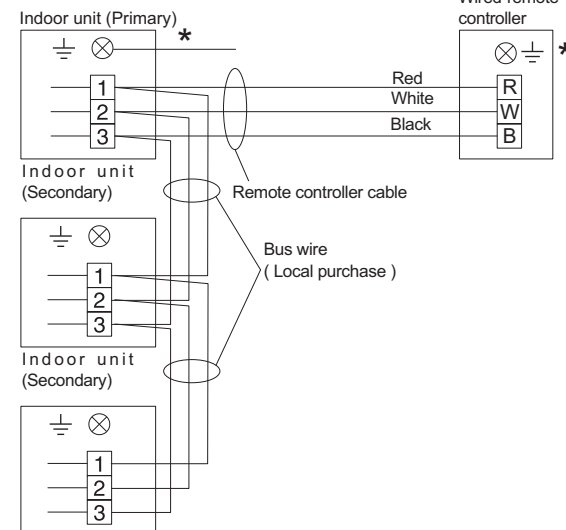 Wired remote
controller
Indoor unit (Primary)
*
*
1
2
3
Red
White
Black
R
W
B
Indoor unit
(Secondary)
Remote controller cable
Bus wire
( Local purchase )
1
2
3
Indoor unit
(Secondary)
1
2
3